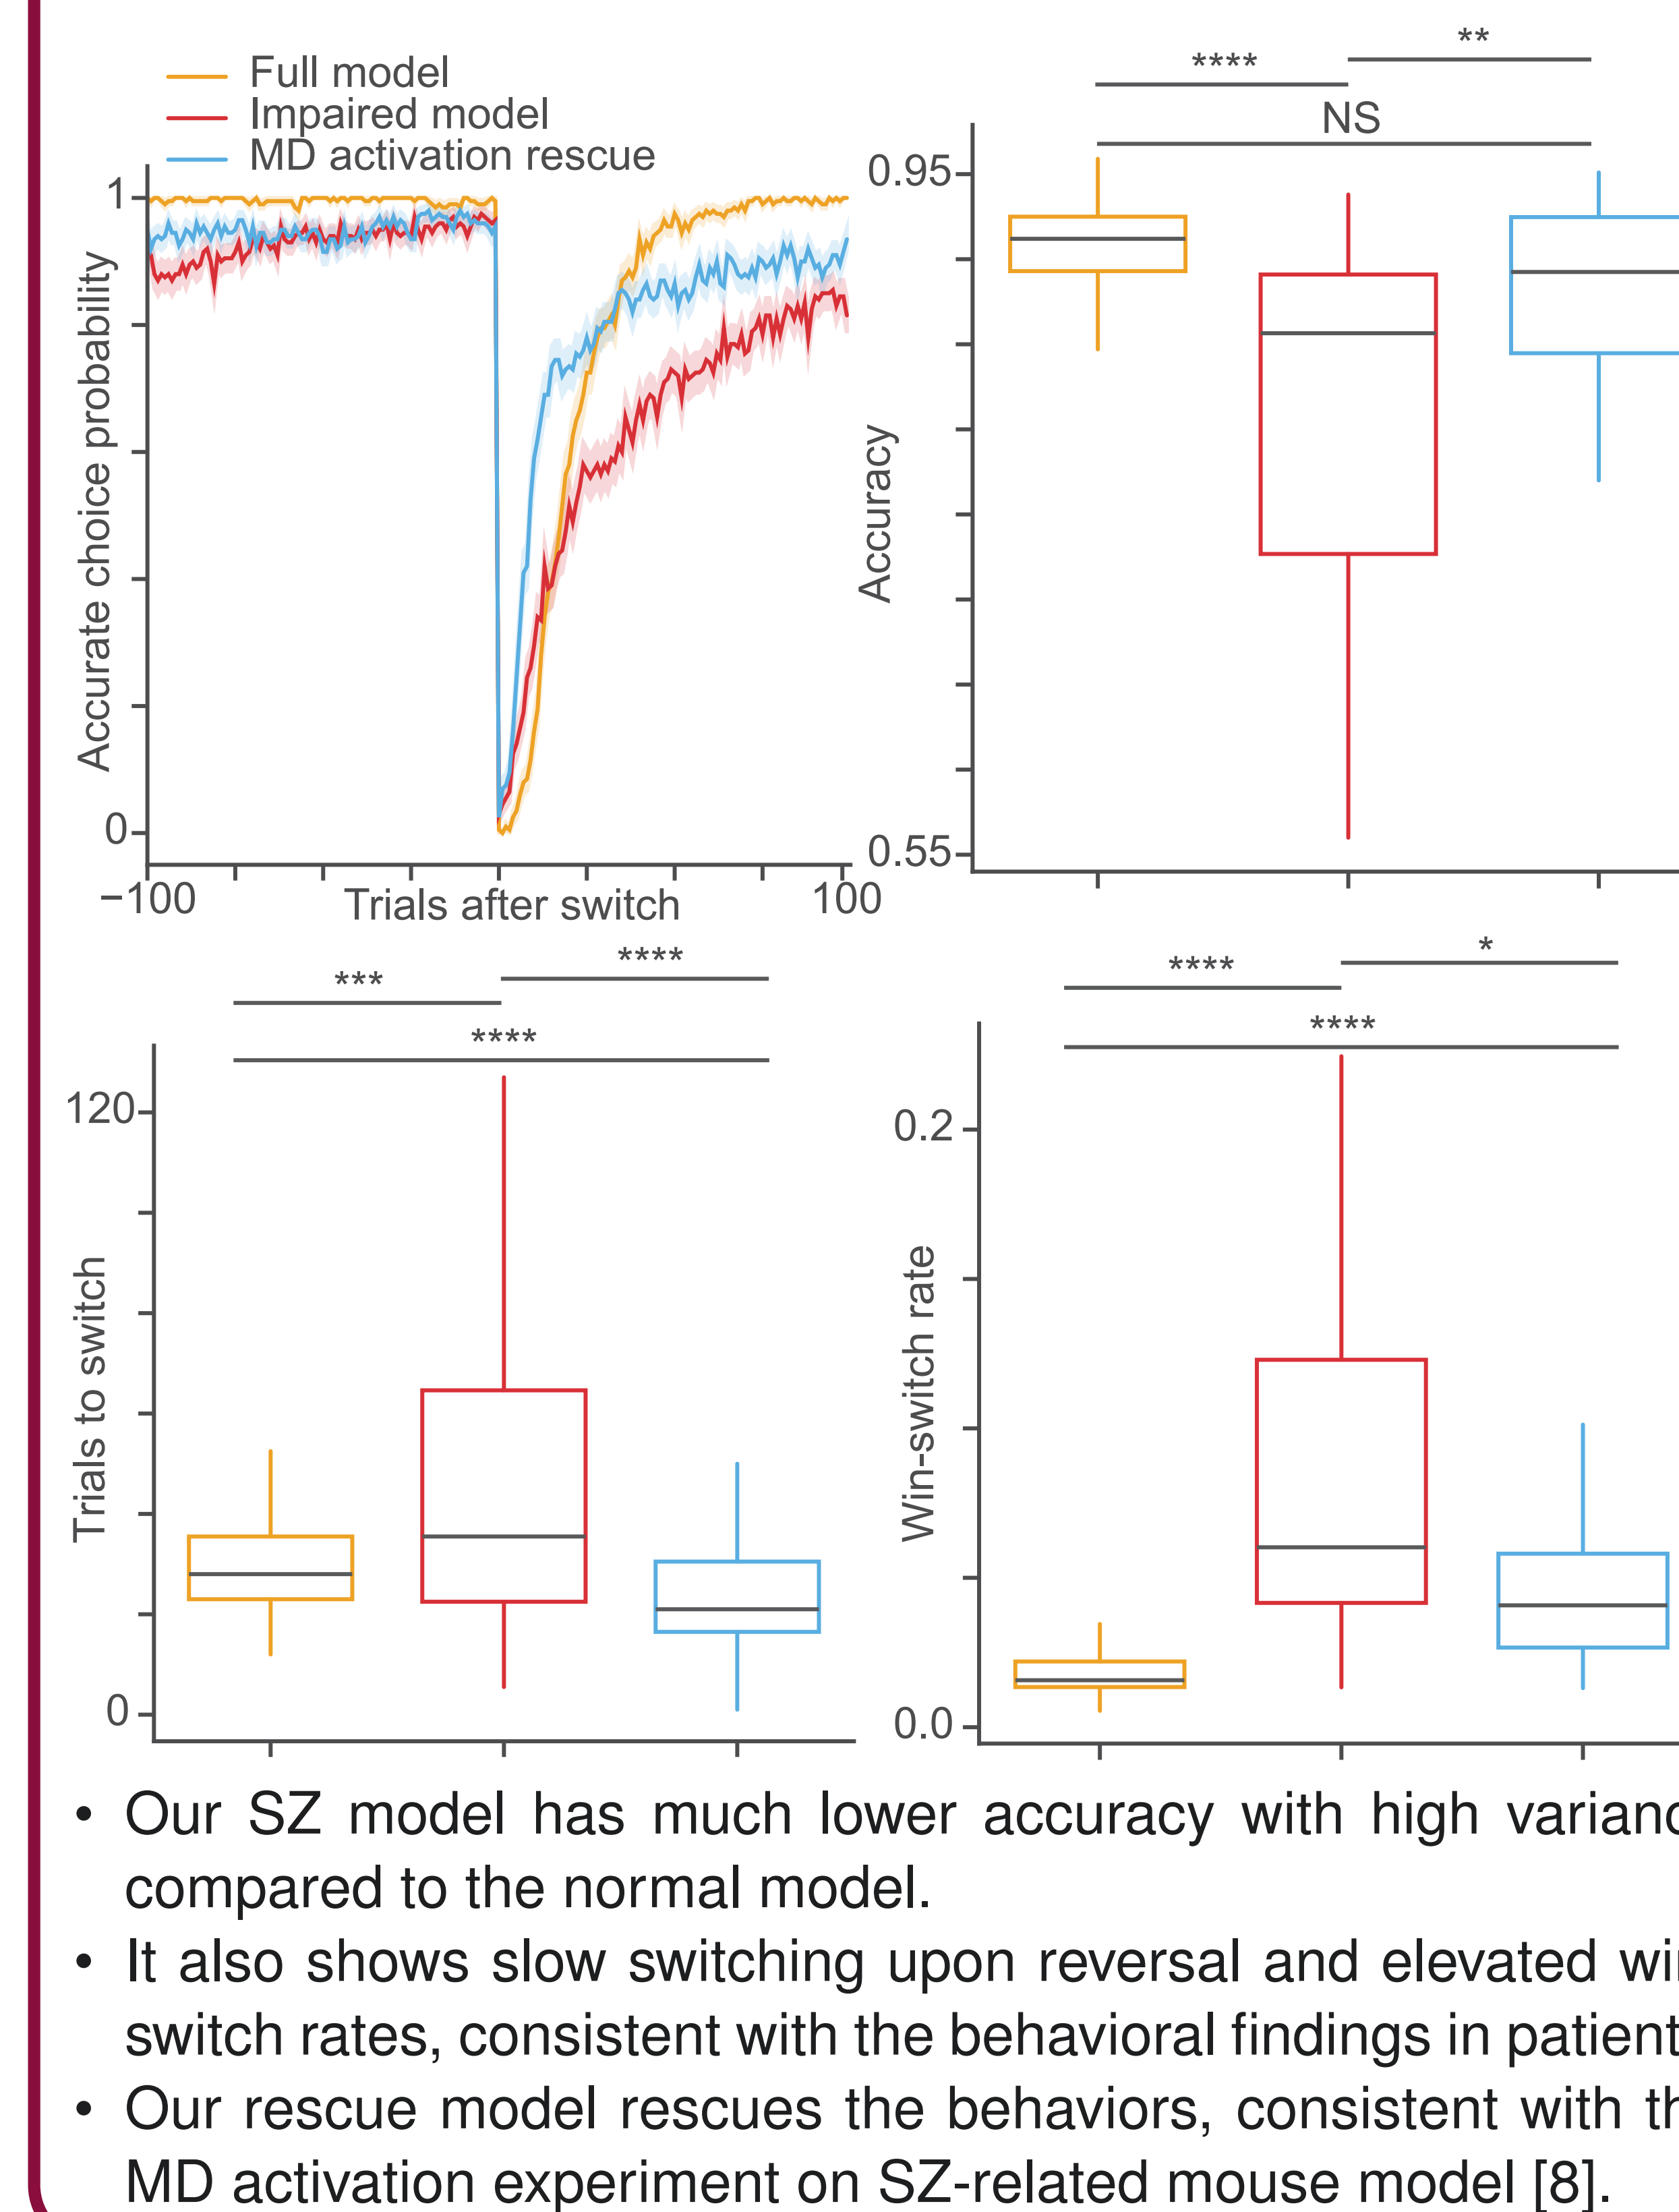 Full model
Impaired model
MD activation rescue
1
Accurate choice probability
0
−100
Trials after switch
100
****
**
NS
0.95
Accuracy
0.55
***
****
****
120
Trials to switch
0
****
*
****
0.2
Win-switch rate
0.0
• Our SZ model has much lower accuracy with high
compared to the normal model.
• It also shows slow switching upon reversal and elevated
switch rates, consistent with the behavioral findings in
• Our rescue model rescues the behaviors, consistent with
MD activation experiment on SZ-related mouse model [8].